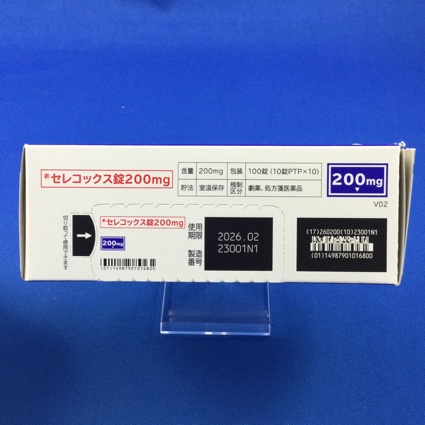 劇 セレコックス錠200mg
含量 200mg 包装 100錠 (10錠PTP×10)
貯法 室温保存 規制区分 劇薬、処方箋医薬品
200mg
V02
切り取って使用できます
劇 セレコックス錠200mg
200mg
(01)14987901016800
使用期限 2026.02
製造番号 23001N1
(17)260200(10)23001N1
(01)14987901016800